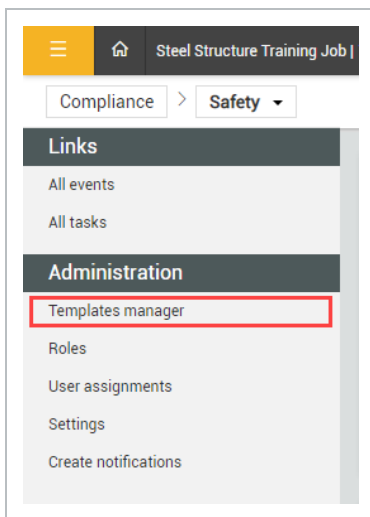 Steel Structure Training Job |
Compliance > Safety
Links
All events
All tasks
Administration
Templates manager
Roles
User assignments
Settings
Create notifications